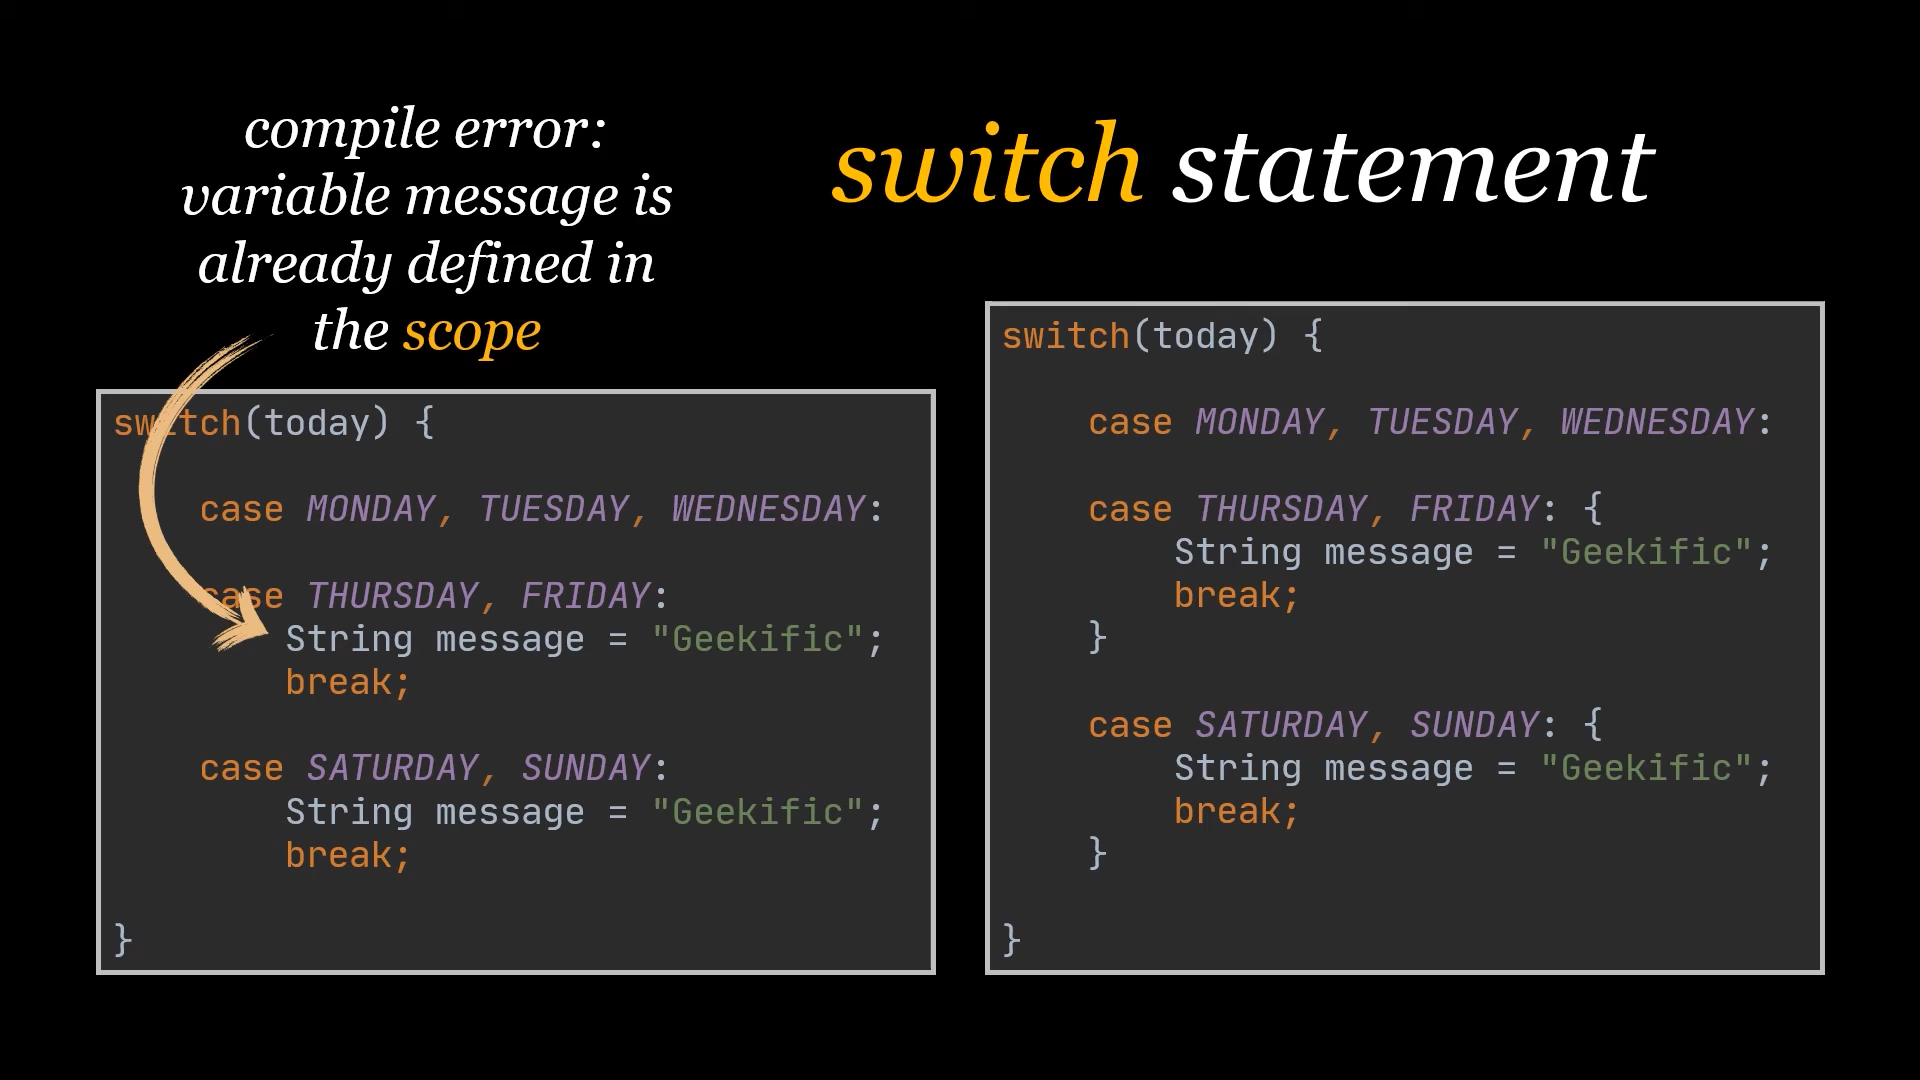 compile error:
variable message is
already defined in
the scope
switch statement
switch(today) {
case MONDAY, TUESDAY, WEDNESDAY:
case THURSDAY, FRIDAY:
String message = "Geekific";
break;
case SATURDAY, SUNDAY:
String message = "Geekific";
break;
}
switch(today) {
case MONDAY, TUESDAY, WEDNESDAY:
case THURSDAY, FRIDAY: {
String message = "Geekific";
break;
}
case SATURDAY, SUNDAY: {
String message = "Geekific";
break;
}
}